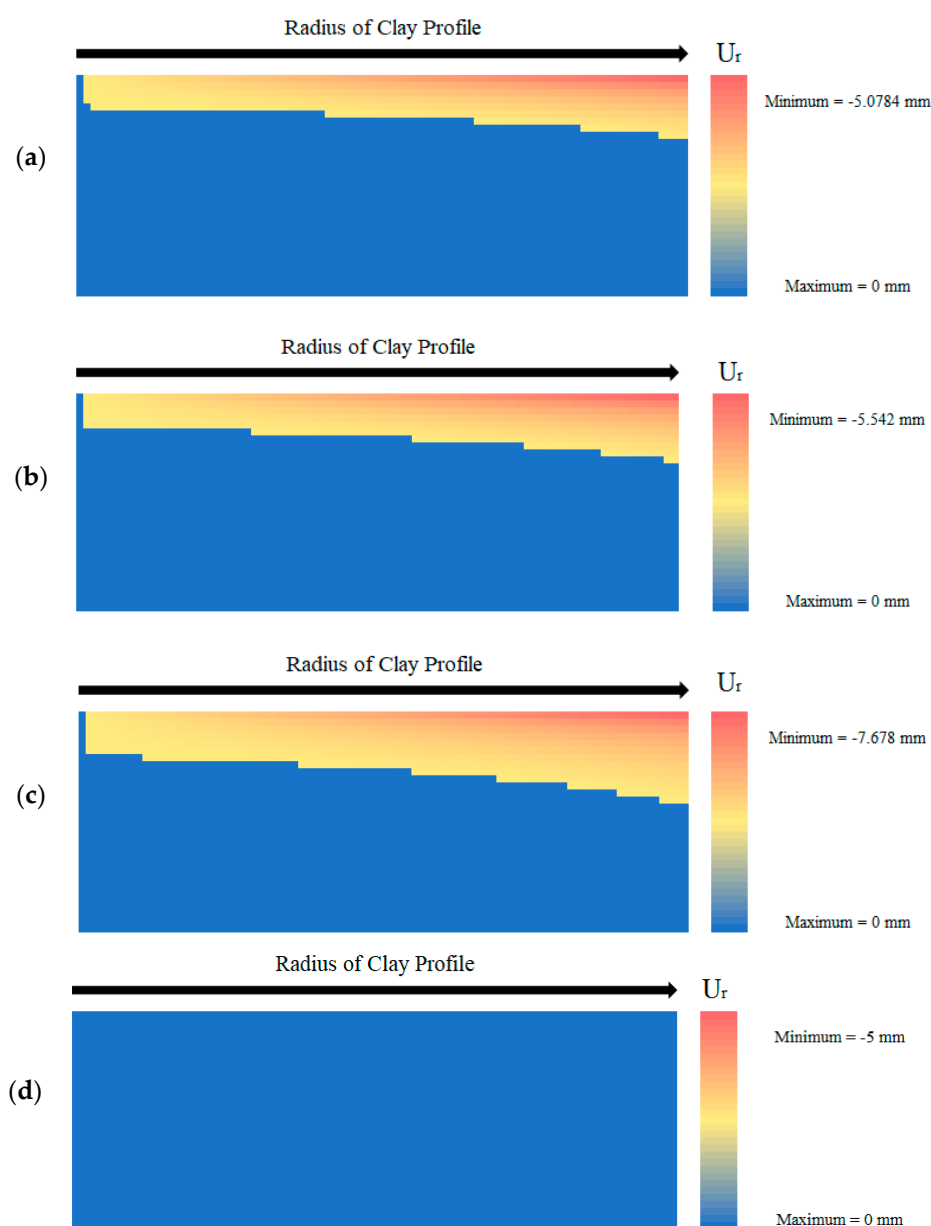 Radius of Clay Profile
Ur
Minimum = -5.0784 mm
(a)
Maximum = 0 mm
Radius of Clay Profile
Ur
Minimum = -5.542 mm
(b)
Maximum = 0 mm
Radius of Clay Profile
Ur
Minimum = -7.678 mm
(c)
Maximum = 0 mm
Radius of Clay Profile
Ur
Minimum = -5 mm
(d)
Maximum = 0 mm